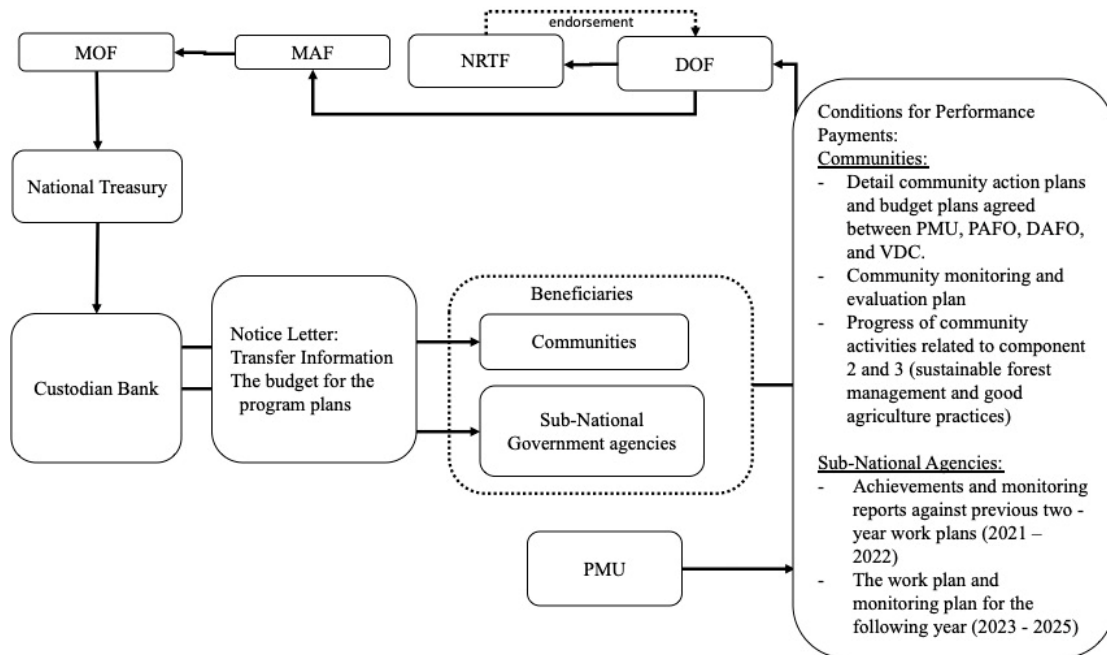 endorsement
MOF
MAF
NRTF
DOF
National Treasury
Custodian Bank
Notice Letter:
Transfer Information
The budget for the
program plans
Beneficiaries
Communities
Sub-National
Government agencies
PMU
Conditions for Performance
Payments:
Communities:
- Detail community action plans
and budget plans agreed
between PMU, PAFO, DAFO,
and VDC.
- Community monitoring and
evaluation plan
- Progress of community
activities related to component
2 and 3 (sustainable forest
management and good
agriculture practices)
Sub-National Agencies:
- Achievements and monitoring
reports against previous two -
year work plans (2021 –
2022)
- The work plan and
monitoring plan for the
following year (2023 - 2025)